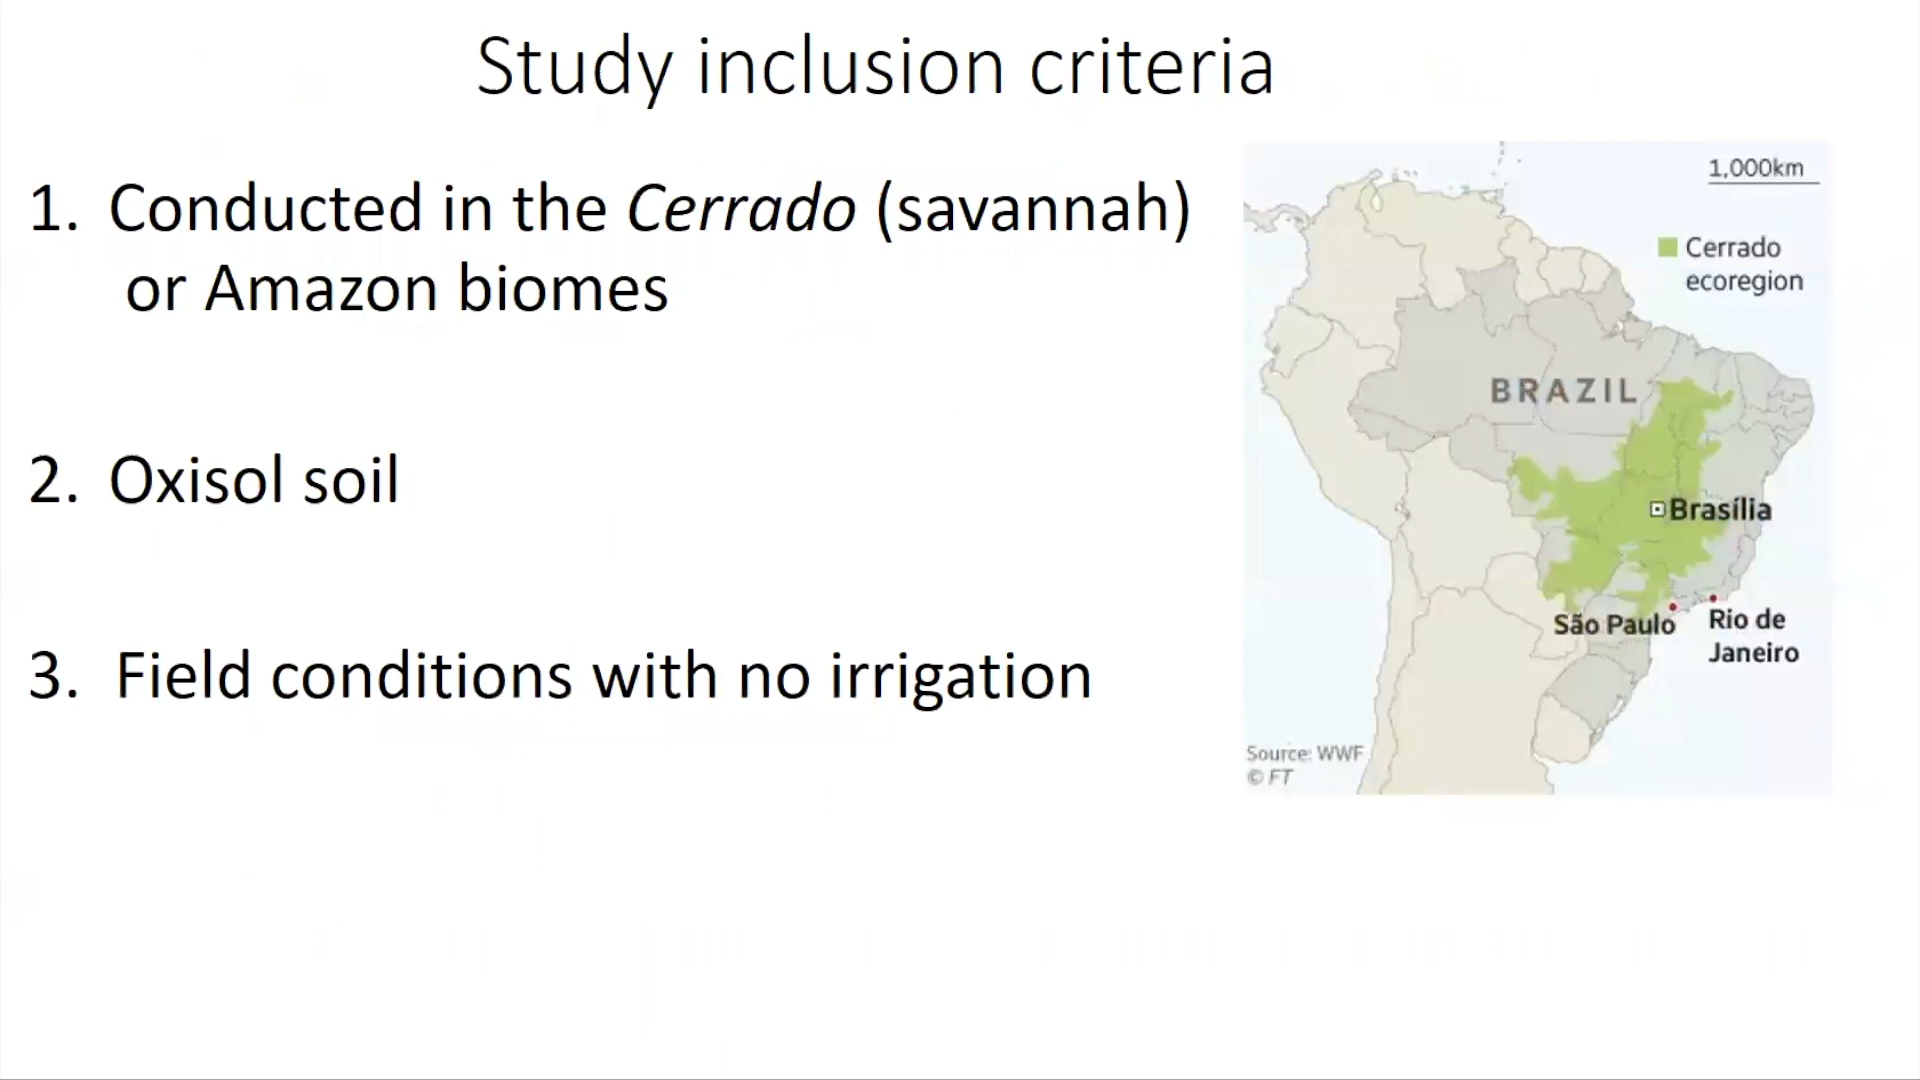 Study inclusion criteria
1. Conducted in the Cerrado (savannah)
or Amazon biomes
2. Oxisol soil
3. Field conditions with no irrigation
1,000km
Cerrado
ecoregion
BRAZIL
Brasília
São Paulo
Rio de
Janeiro
Source: WWF
© FT